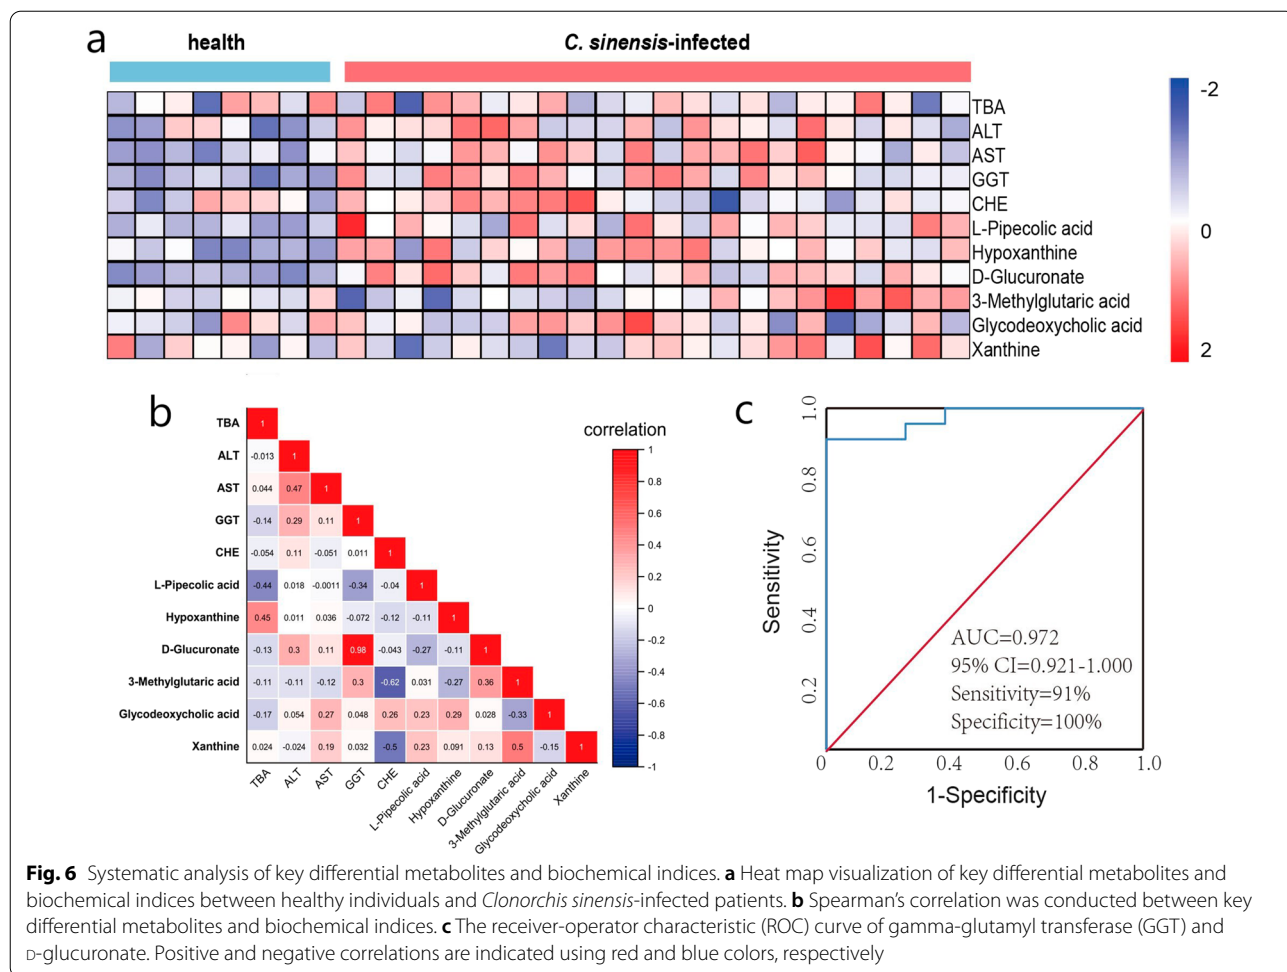 a
health
C. sinensis-infected
TBA
ALT
AST
GGT
CHE
L-Pipecolic acid
Hypoxanthine
D-Glucuronate
3-Methylglutaric acid
Glycodeoxycholic acid
Xanthine
-2
0
2
b
correlation
TBA 1
ALT -0.013 1
AST 0.044 0.47 1
GGT -0.14 0.29 0.11 1
CHE -0.054 0.11 -0.051 0.011 1
L-Pipecolic acid -0.44 0.018 -0.0011 -0.34 -0.04 1
Hypoxanthine 0.45 0.011 0.036 -0.072 -0.12 -0.11 1
D-Glucuronate -0.13 0.3 0.11 0.98 -0.043 -0.27 -0.11 1
3-Methylglutaric acid -0.11 -0.11 -0.12 0.3 -0.62 0.031 -0.27 0.36 1
Glycodeoxycholic acid -0.17 0.054 0.27 0.048 0.26 0.23 0.29 0.028 -0.33 1
Xanthine 0.024 -0.024 0.19 0.032 -0.5 0.23 0.091 0.13 0.5 -0.15 1
TBA
ALT
AST
GGT
CHE
L-Pipecolic acid
Hypoxanthine
D-Glucuronate
3-Methylglutaric acid
Glycodeoxycholic acid
Xanthine
1
0.8
0.6
0.4
0.2
0
-0.2
-0.4
-0.6
-0.8
-1
c
Sensitivity
1.0
0.8
0.6
0.4
0.2
AUC=0.972
95% CI=0.921-1.000
Sensitivity=91%
Specificity=100%
0 0.2 0.4 0.6 0.8 1.0
1-Specificity
Fig. 6 Systematic analysis of key differential metabolites and biochemical indices. a Heat map visualization of key differential metabolites and
biochemical indices between healthy individuals and Clonorchis sinensis-infected patients. b Spearman's correlation was conducted between key
differential metabolites and biochemical indices. c The receiver-operator characteristic (ROC) curve of gamma-glutamyl transferase (GGT) and
D-glucuronate. Positive and negative correlations are indicated using red and blue colors, respectively